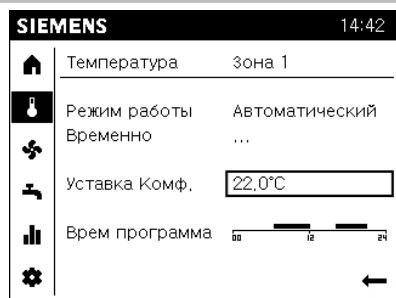 SIEMENS 14:42
Температура Зона 1
Режим работы Автоматический
Временно ...
Уставка Комф. 22,0°C
Врем программа
00 12 24